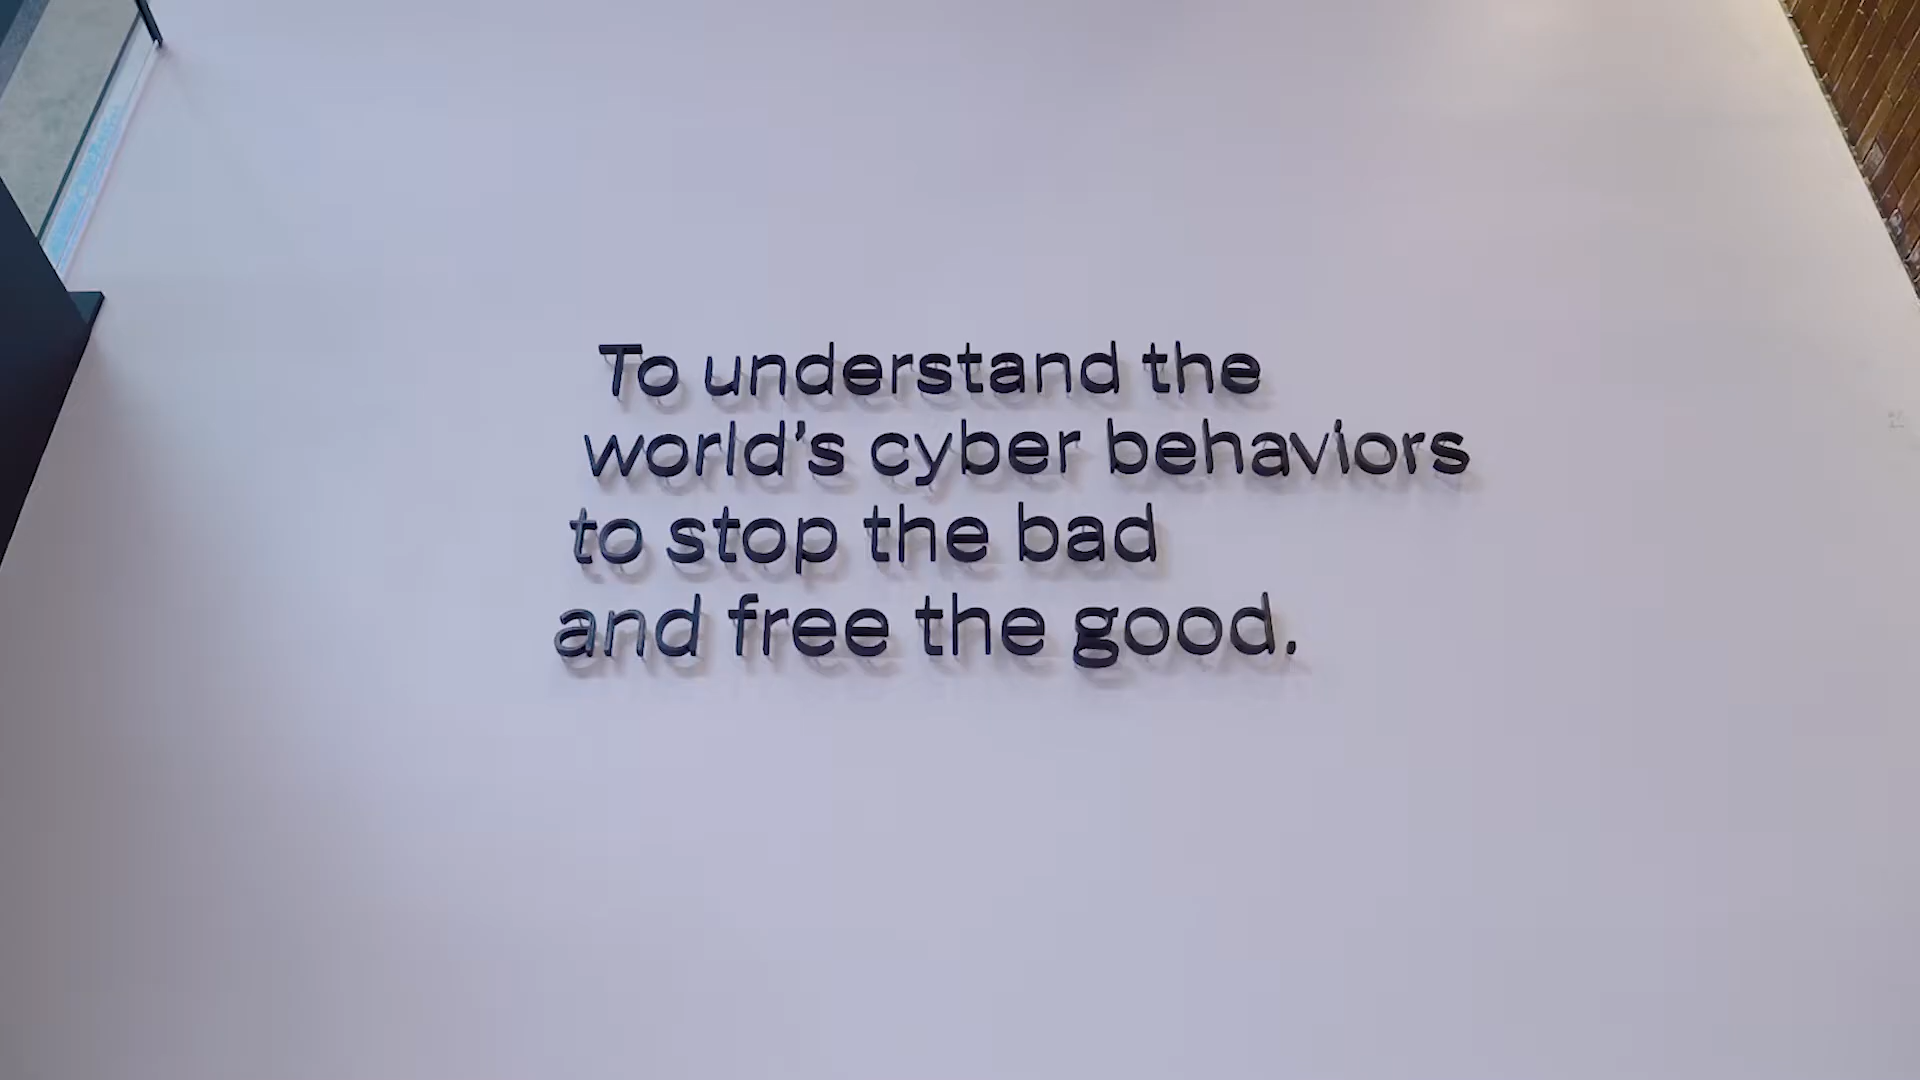 To understand the
world's cyber behaviors
to stop the bad
and free the good.